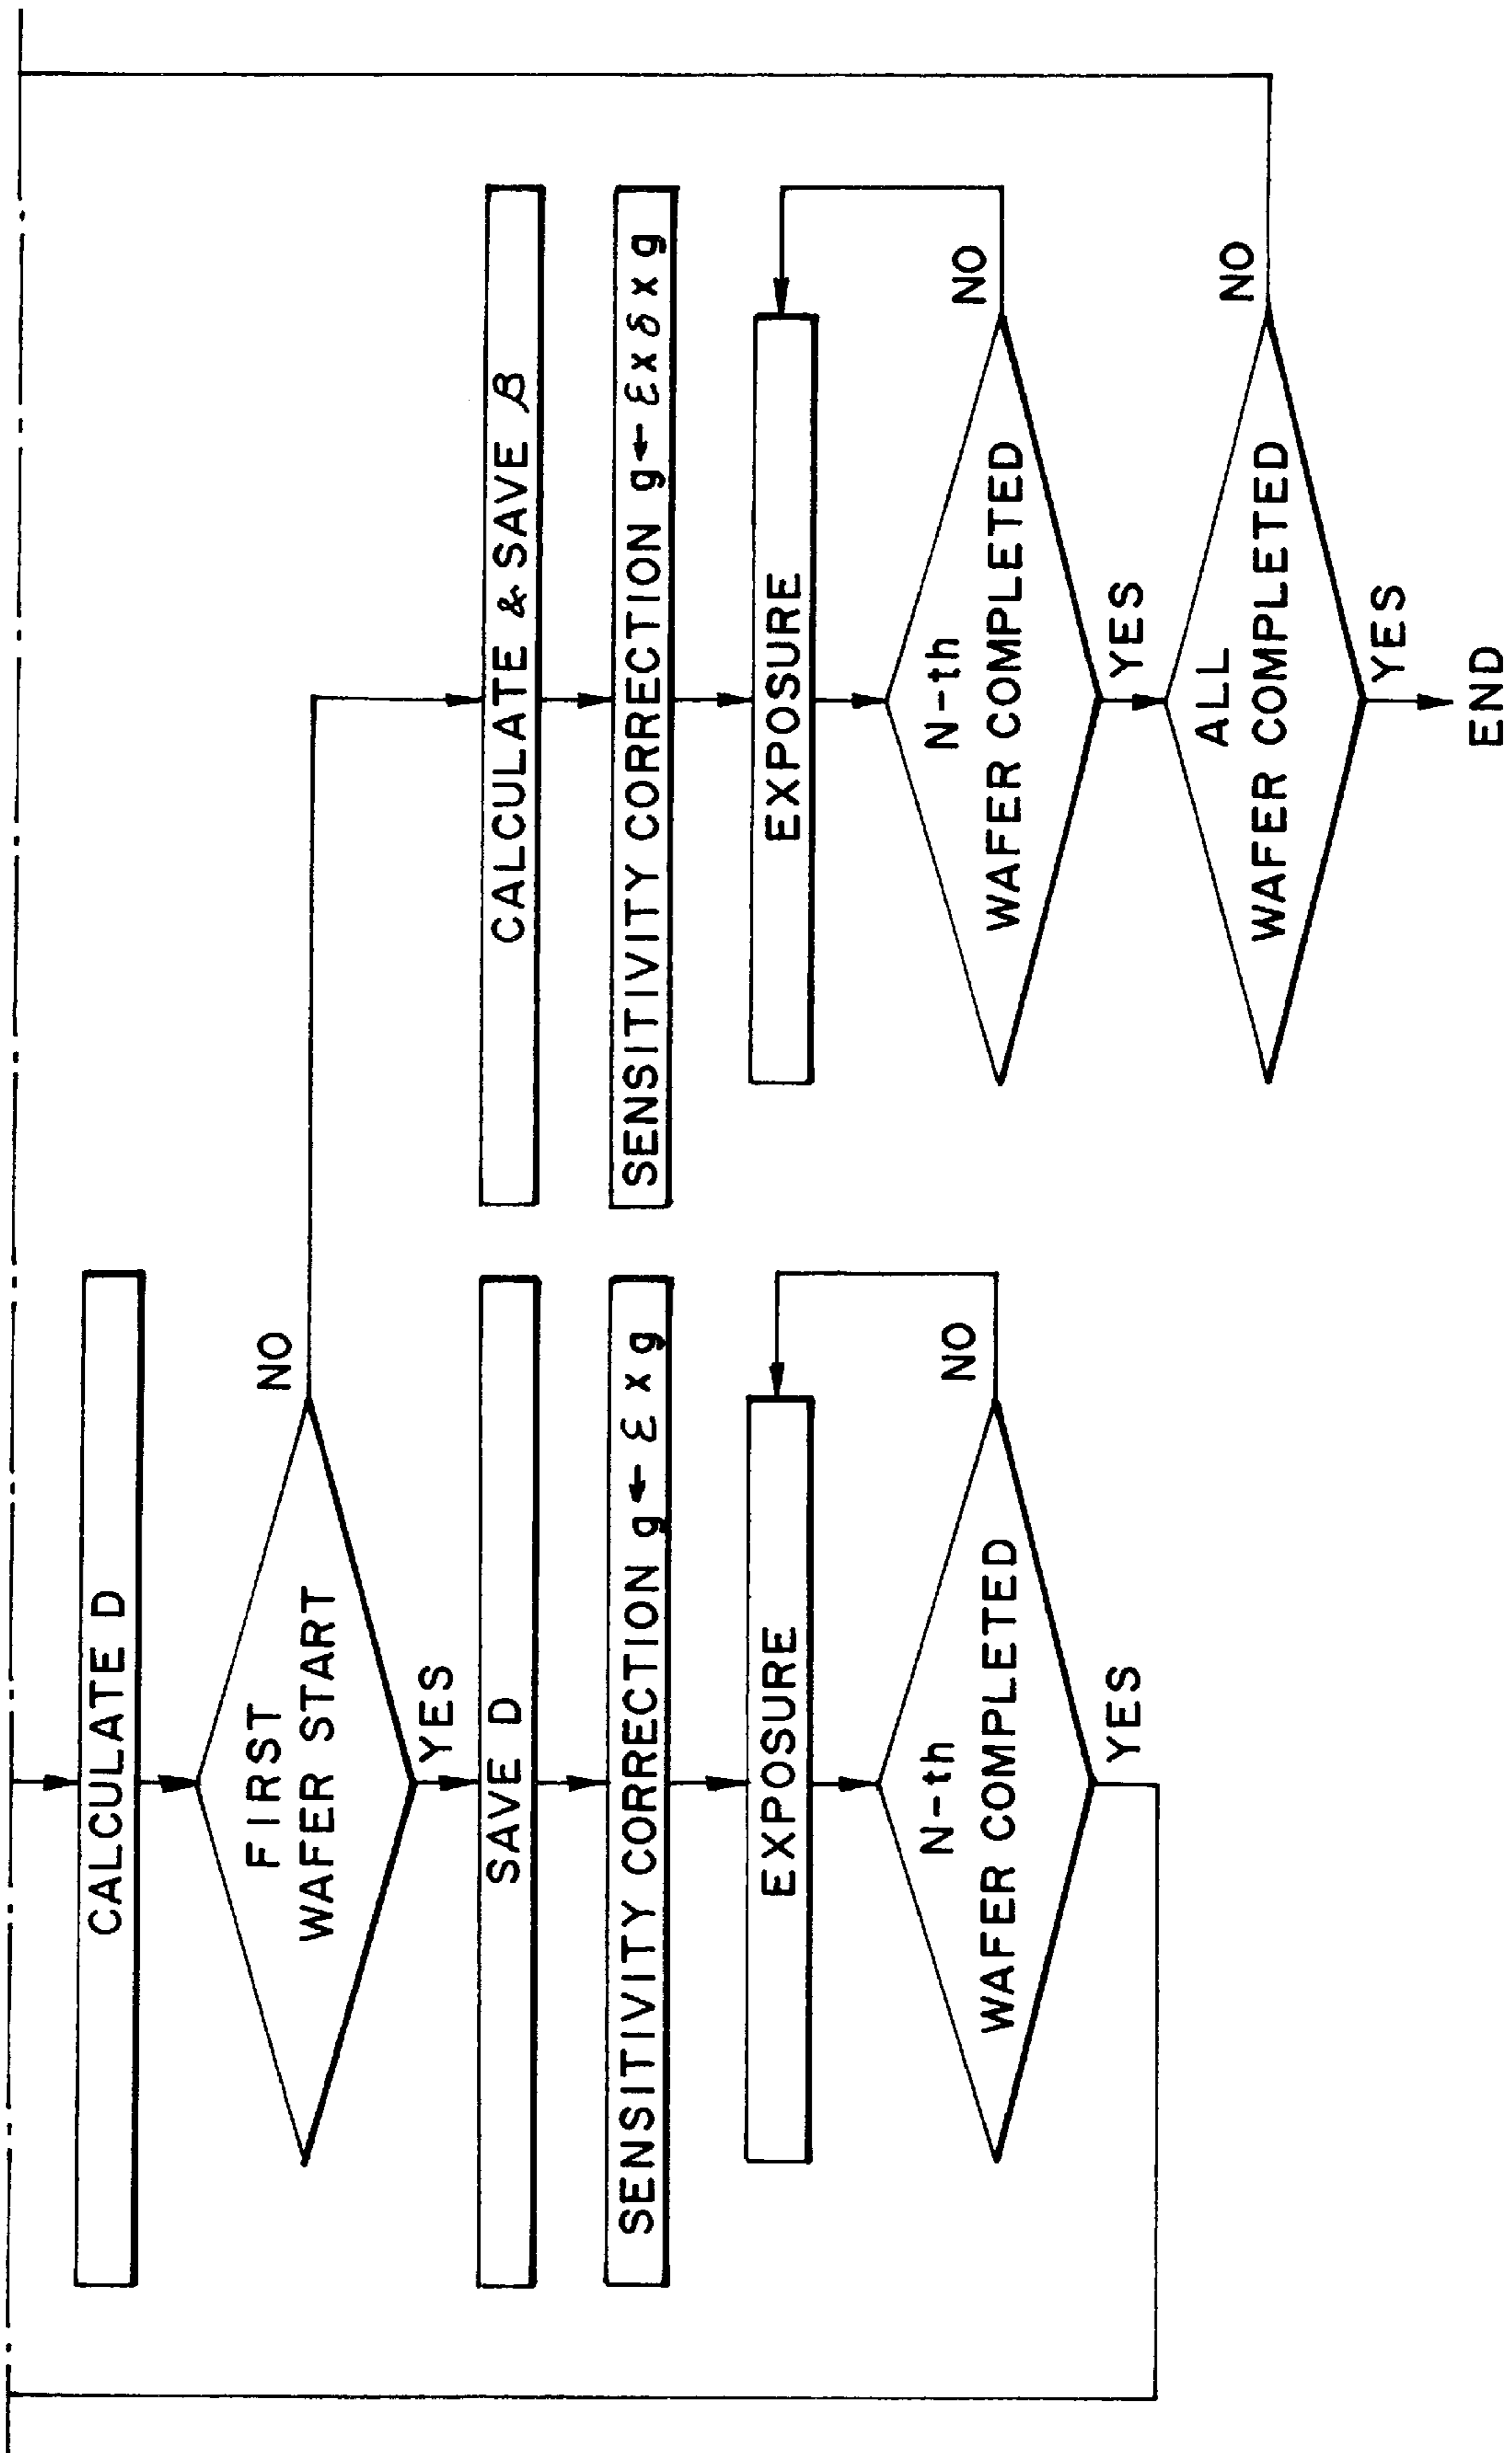 CALCULATE D
FIRST
WAFER START
NO
YES
SAVE D
SENSITIVITY CORRECTION g ← ε x g
EXPOSURE
N-th
WAFER COMPLETED
NO
YES
CALCULATE & SAVE β
SENSITIVITY CORRECTION g ← ε x δ x g
EXPOSURE
N-th
WAFER COMPLETED
NO
YES
ALL
WAFER COMPLETED
NO
YES
END